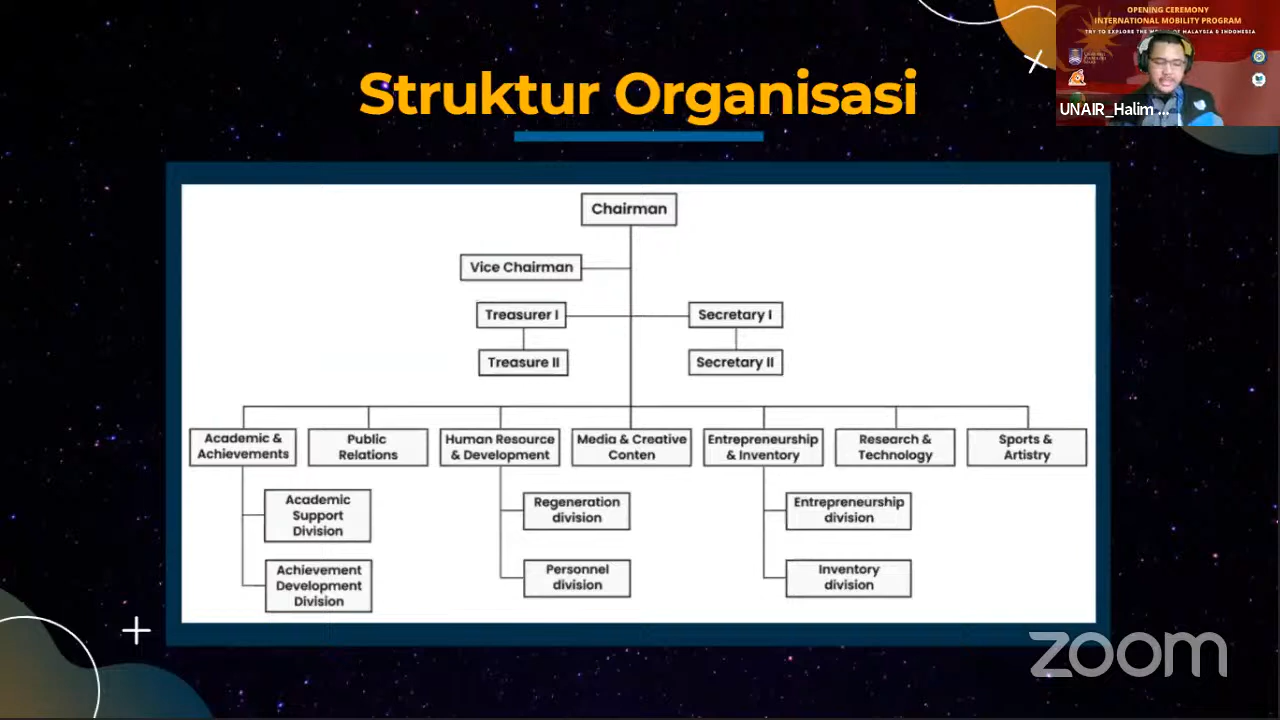 OPENING CEREMONY
INTERNATIONAL MOBILITY PROGRAM
UNAIR_Halim ...
Struktur Organisasi
Chairman
Vice Chairman
Treasurer I
Secretary I
Treasure II
Secretary II
Academic &
Achievements
Public
Relations
Human Resource
& Development
Media & Creative
Conten
Entrepreneurship
& Inventory
Research &
Technology
Sports &
Artistry
Academic
Support
Division
Achievement
Development
Division
Regeneration
division
Personnel
division
Entrepreneurship
division
Inventory
division
zoom